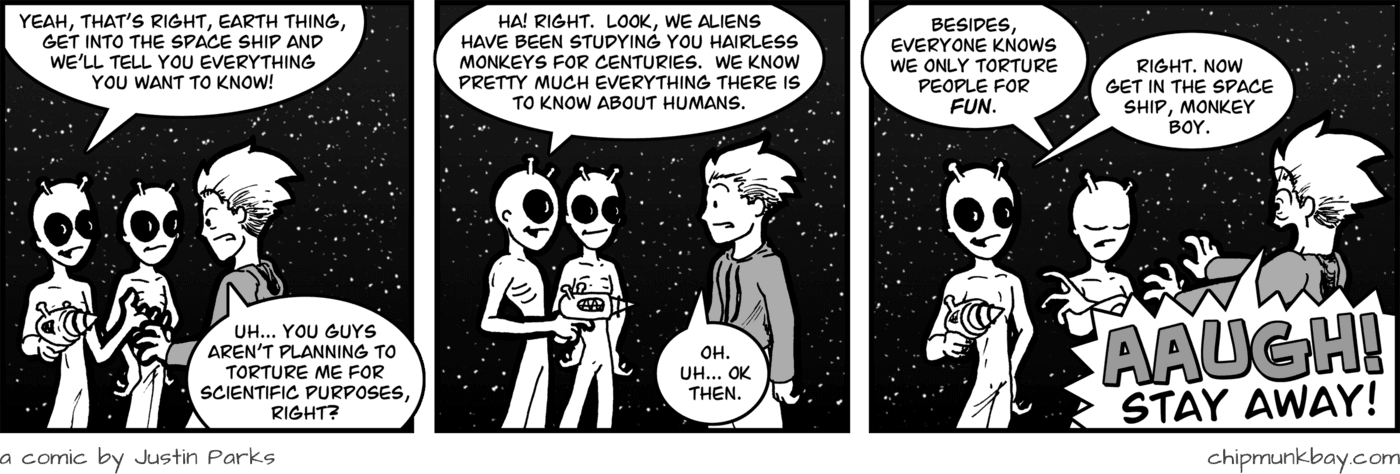 YEAH, THAT'S RIGHT, EARTH THING,
GET INTO THE SPACE SHIP AND
WE'LL TELL YOU EVERYTHING
YOU WANT TO KNOW!
UH... YOU GUYS
AREN'T PLANNING TO
TORTURE ME FOR
SCIENTIFIC PURPOSES,
RIGHT?
HA! RIGHT. LOOK, WE ALIENS
HAVE BEEN STUDYING YOU HAIRLESS
MONKEYS FOR CENTURIES. WE KNOW
PRETTY MUCH EVERYTHING THERE IS
TO KNOW ABOUT HUMANS.
OH.
UH... OK
THEN.
BESIDES,
EVERYONE KNOWS
WE ONLY TORTURE
PEOPLE FOR
FUN.
RIGHT. NOW
GET IN THE SPACE
SHIP, MONKEY
BOY.
AAUGH!
STAY AWAY!
a comic by Justin Parks
chipmunkbay.com